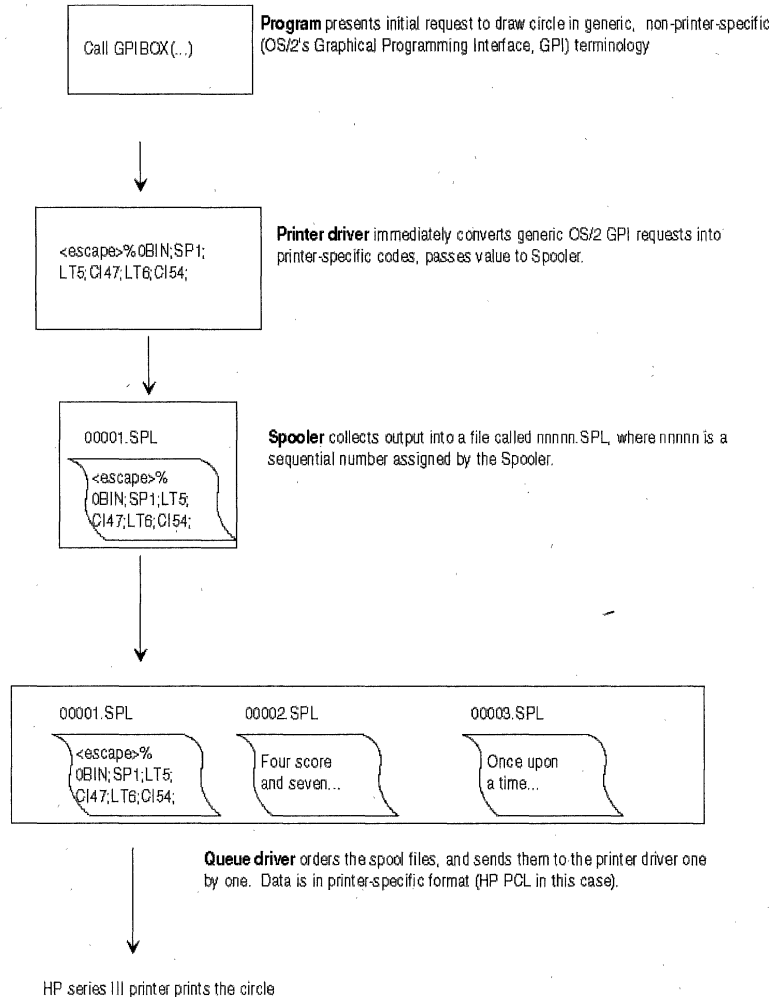 Call GPIBOX(...)
Program presents initial request to draw circle in generic, non-printer-specific
(OS/2's Graphical Programming Interface, GPI) terminology
<escape>%0BIN;SP1;
LT5;CI47;LT6;CI54;
Printer driver immediately converts generic OS/2 GPI requests into
printer-specific codes, passes value to Spooler.
00001.SPL
<escape>%
0BIN;SP1;LT5;
CI47;LT6;CI54;
Spooler collects output into a file called nnnnn.SPL, where nnnnn is a
sequential number assigned by the Spooler.
00001.SPL
<escape>%
0BIN;SP1;LT5;
CI47;LT6;CI54;
00002.SPL
Four score
and seven...
00003.SPL
Once upon
a time...
Queue driver orders the spool files, and sends them to the printer driver one
by one. Data is in printer-specific format (HP PCL in this case).
HP series III printer prints the circle